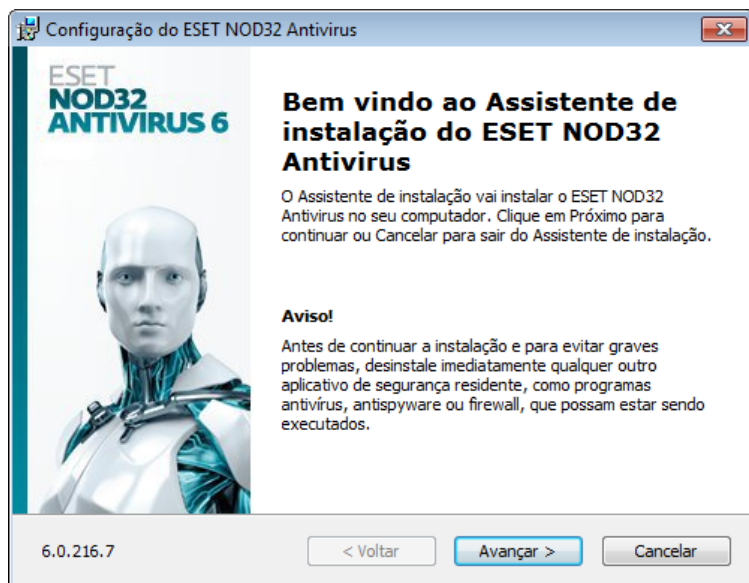 Configuração do ESET NOD32 Antivirus
ESET
NOD32
ANTIVIRUS 6
Bem vindo ao Assistente de
instalação do ESET NOD32
Antivirus
O Assistente de instalação vai instalar o ESET NOD32
Antivirus no seu computador. Clique em Próximo para
continuar ou Cancelar para sair do Assistente de instalação.
Aviso!
Antes de continuar a instalação e para evitar graves
problemas, desinstale imediatamente qualquer outro
aplicativo de segurança residente, como programas
antivírus, antispyware ou firewall, que possam estar sendo
executados.
6.0.216.7
< Voltar
Avançar >
Cancelar